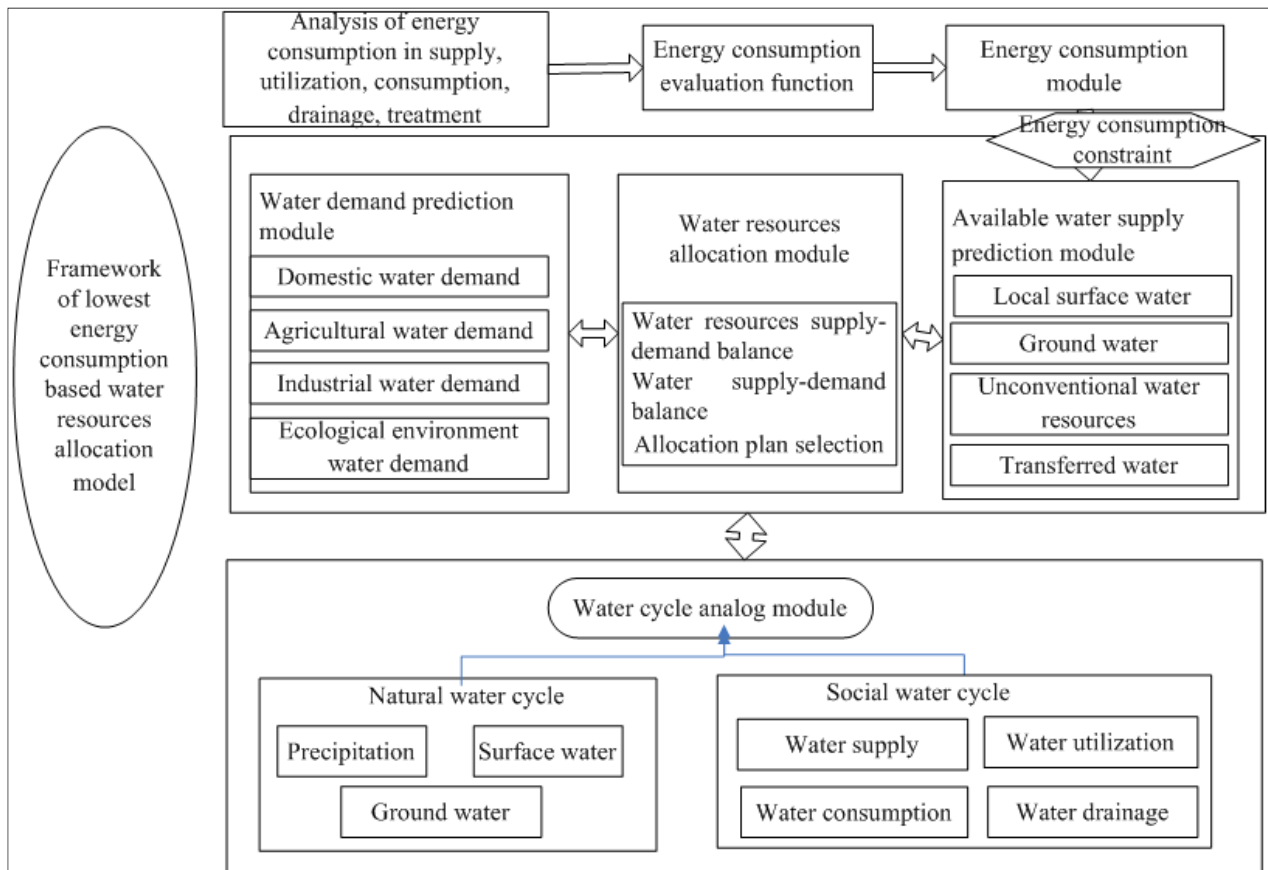 Analysis of energy
consumption in supply,
utilization, consumption,
drainage, treatment
Energy consumption
evaluation function
Energy consumption
module
Energy consumption
constraint
Framework
of lowest
energy
consumption
based water
resources
allocation
model
Water demand prediction
module
Domestic water demand
Agricultural water demand
Industrial water demand
Ecological environment
water demand
Water resources
allocation module
Water resources supply-
demand balance
Water supply-demand
balance
Allocation plan selection
Available water supply
prediction module
Local surface water
Ground water
Unconventional water
resources
Transferred water
Water cycle analog module
Natural water cycle
Precipitation
Surface water
Ground water
Social water cycle
Water supply
Water utilization
Water consumption
Water drainage